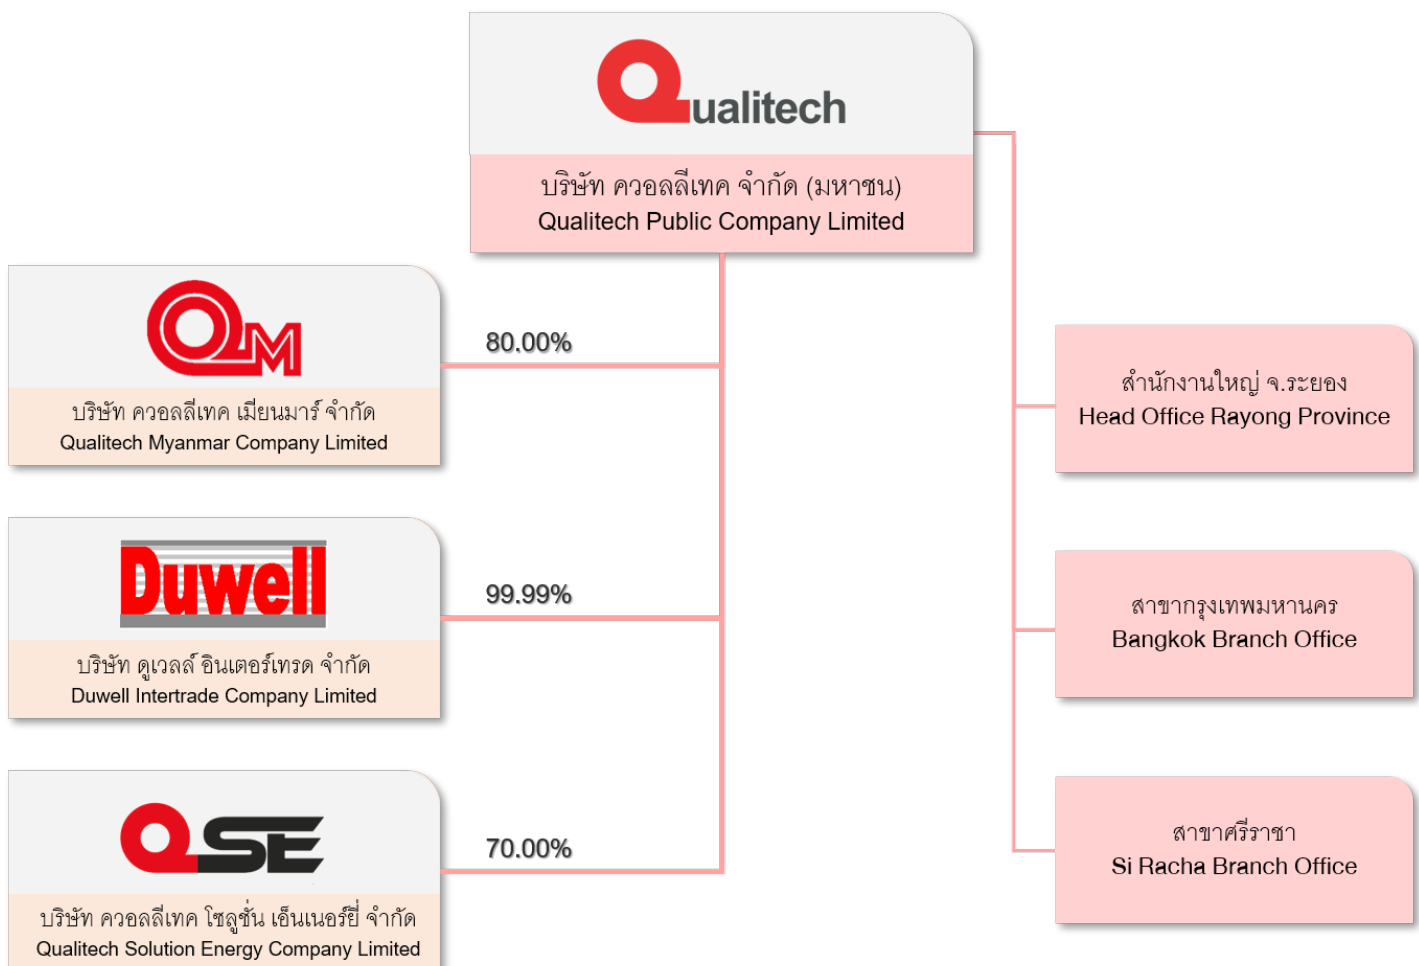 Qualitech
บริษัท ควอลลีเทค จำกัด (มหาชน)
Qualitech Public Company Limited
QM
บริษัท ควอลลีเทค เมียนมาร์ จำกัด
Qualitech Myanmar Company Limited
80.00%
Duwell
บริษัท ดูเวลล์ อินเตอร์เทรด จำกัด
Duwell Intertrade Company Limited
99.99%
QSE
บริษัท ควอลลีเทค โซลูชั่น เอ็นเนอร์ยี่ จำกัด
Qualitech Solution Energy Company Limited
70.00%
สำนักงานใหญ่ จ.ระยอง
Head Office Rayong Province
สาขากรุงเทพมหานคร
Bangkok Branch Office
สาขาศรีราชา
Si Racha Branch Office